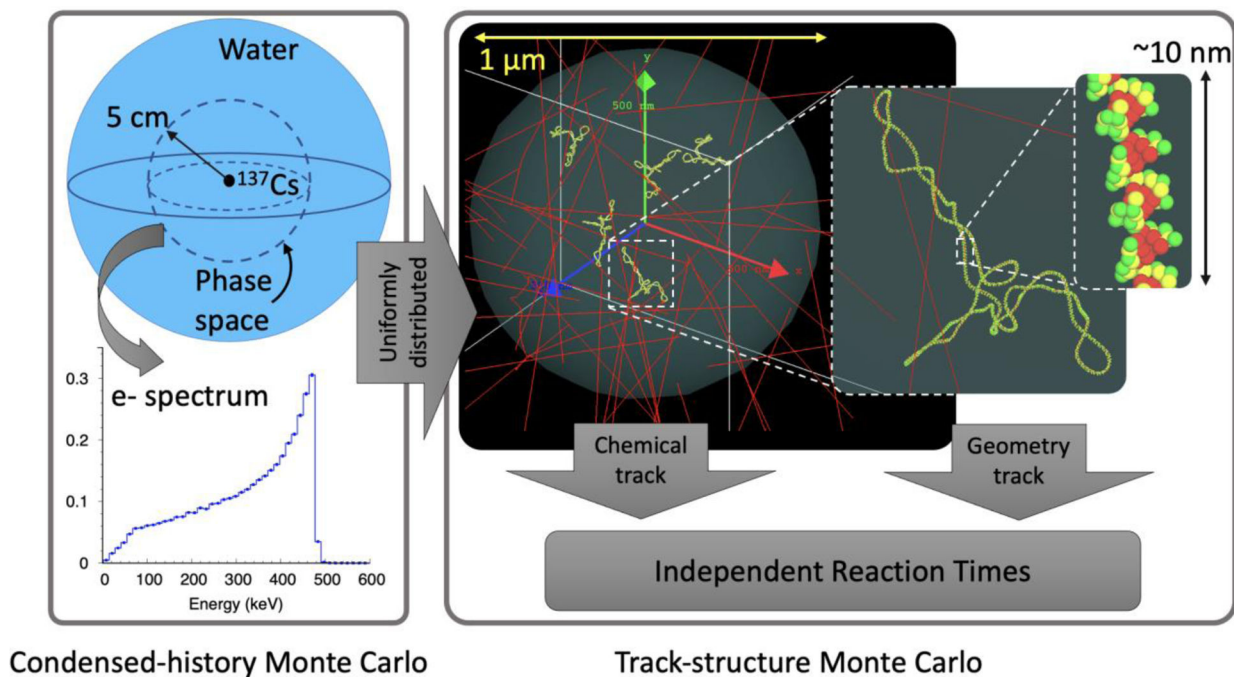 Water
5 cm
137Cs
Phase
space
e- spectrum
0.3
0.2
0.1
0
0 100 200 300 400 500 600
Energy (keV)
Condensed-history Monte Carlo
Uniformly
distributed
1 μm
y
500 nm
x
~10 nm
Chemical
track
Geometry
track
Independent Reaction Times
Track-structure Monte Carlo